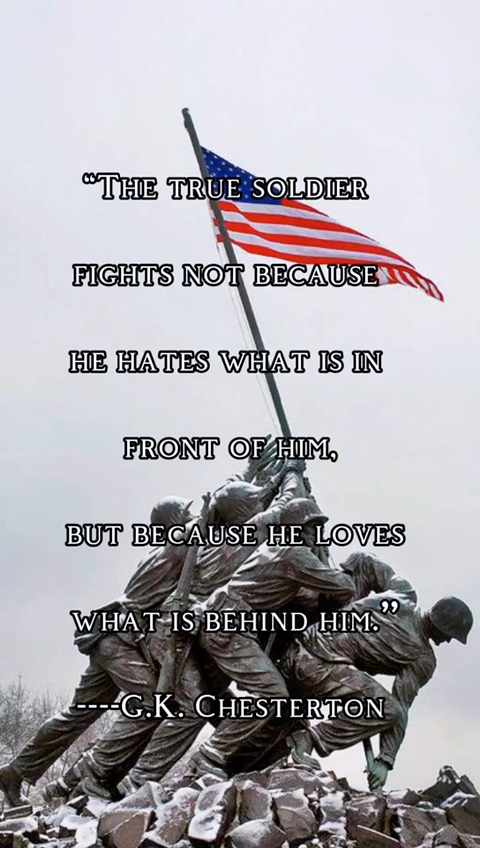 “The true soldier
fights not because
he hates what is in
front of him,
but because he loves
what is behind him.”
----G.K. Chesterton